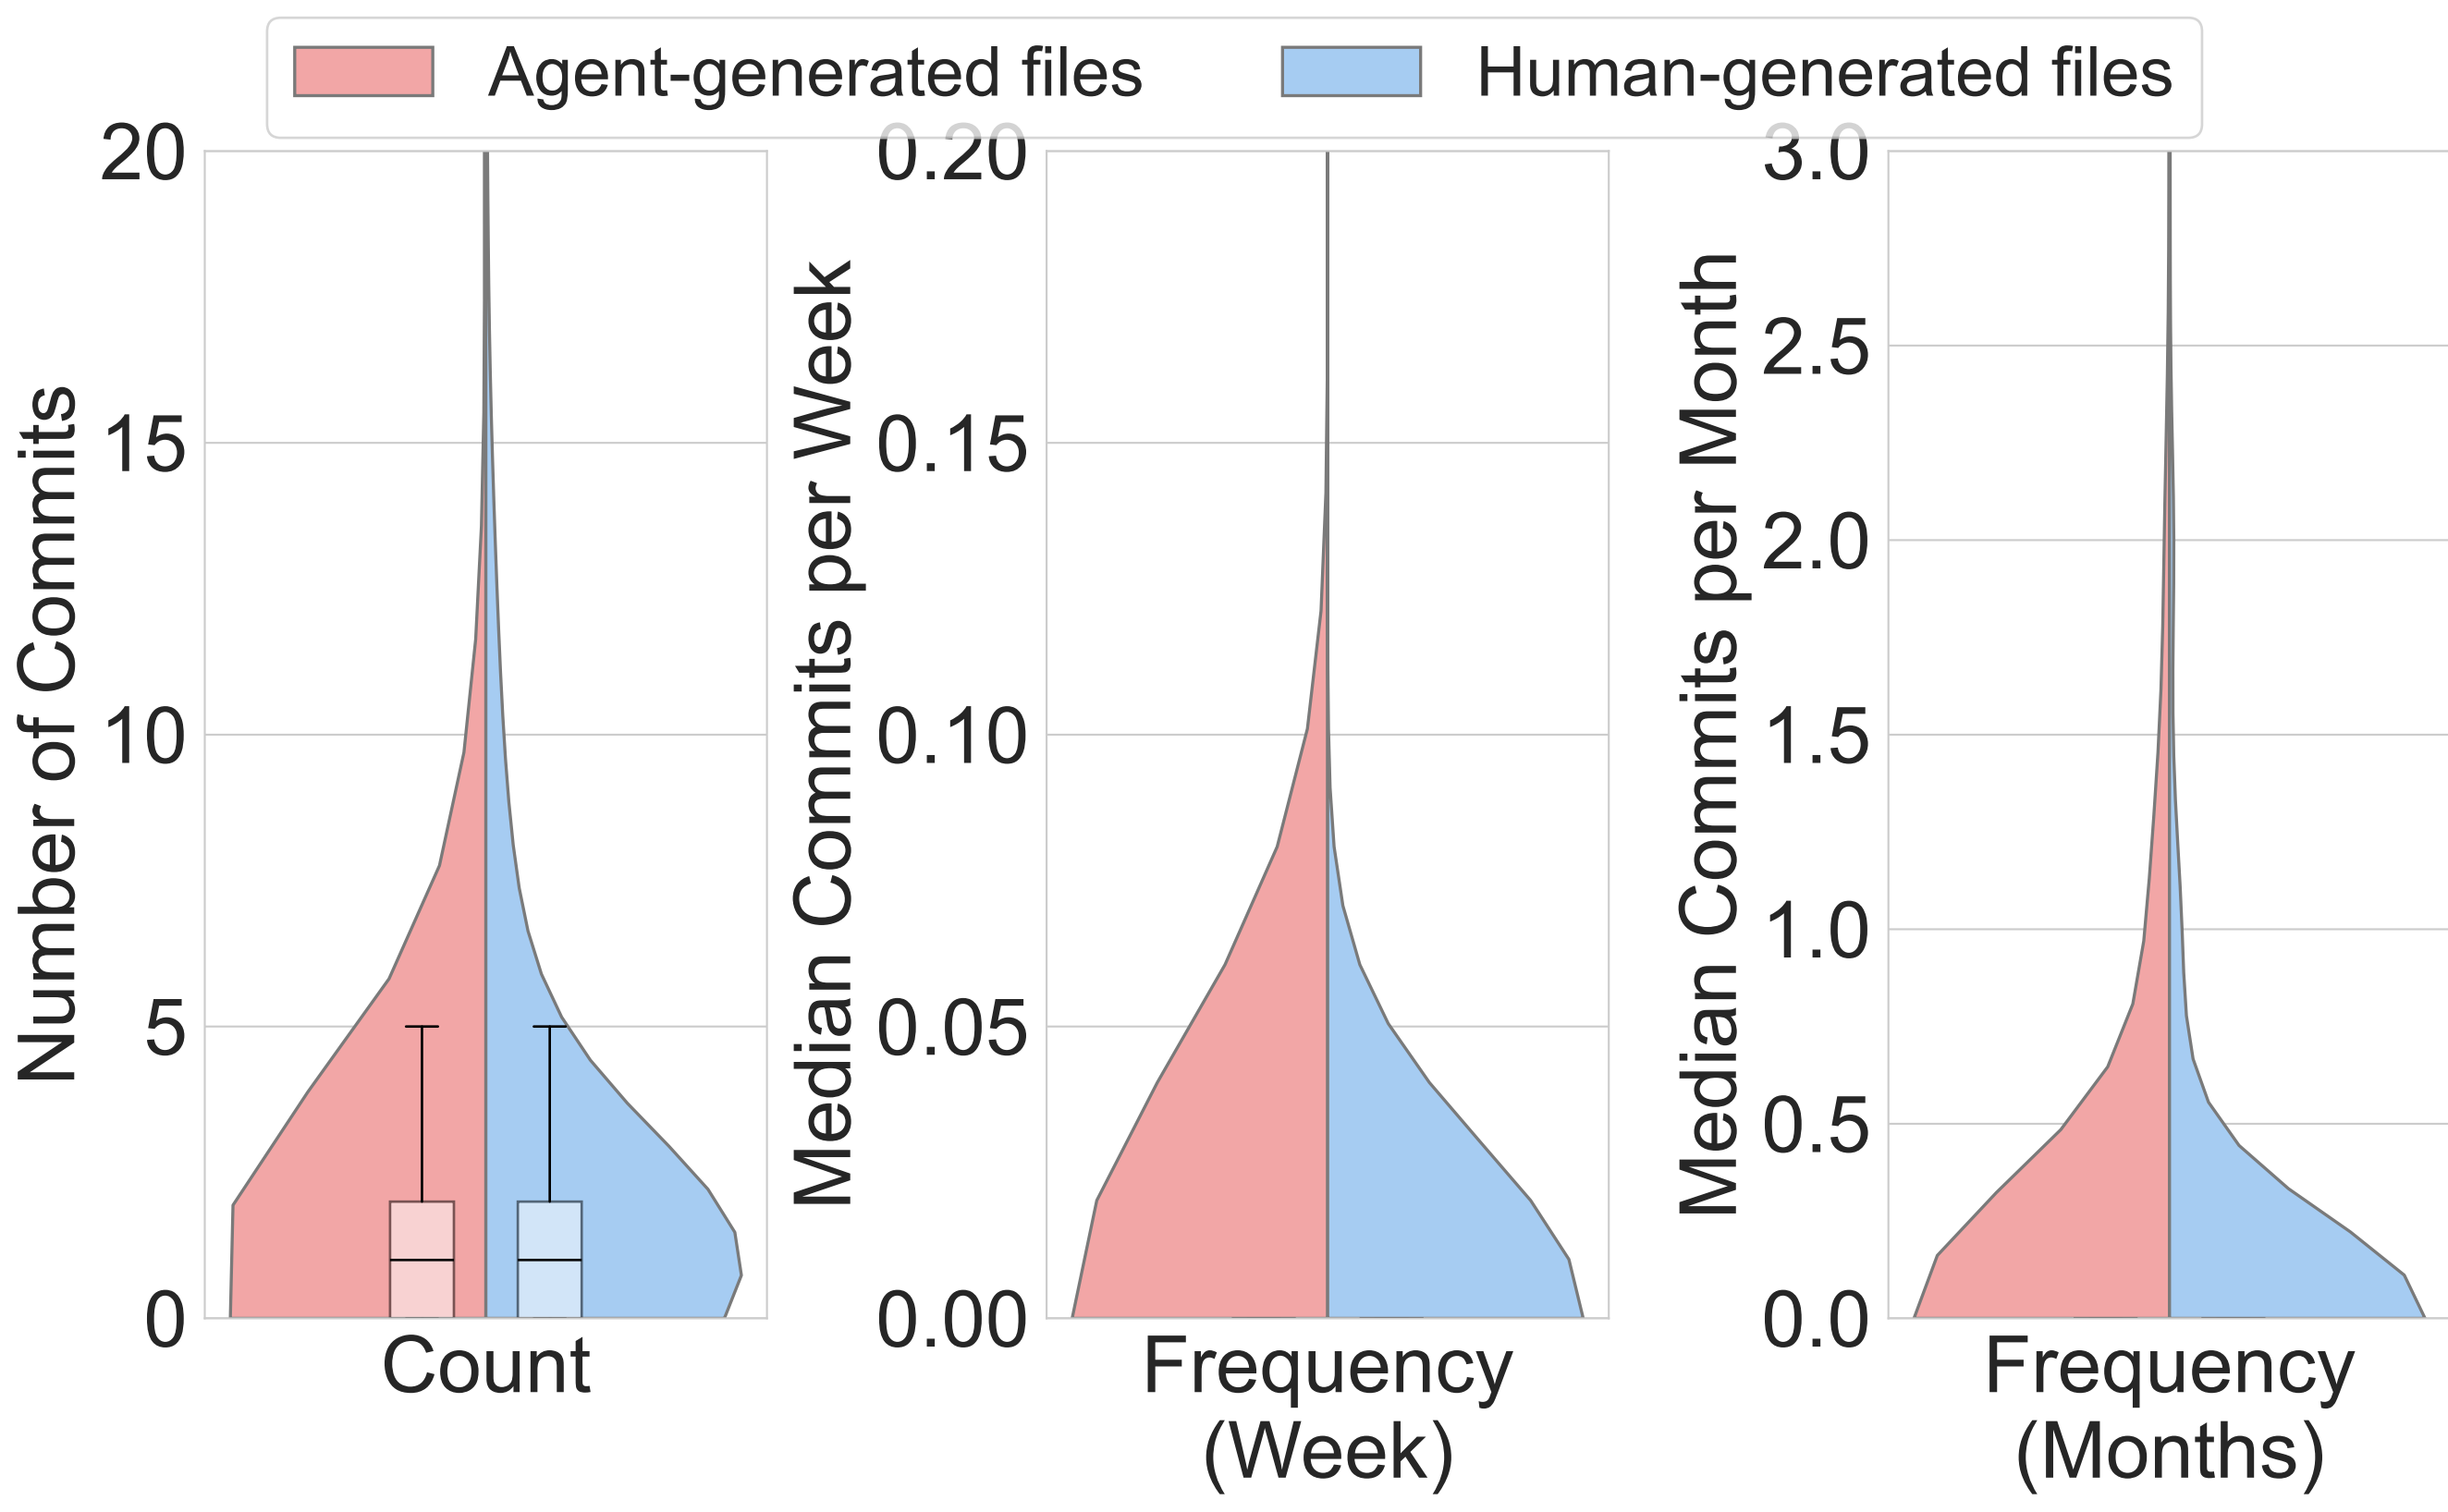 Agent-generated files
Human-generated files
Number of Commits
20
15
10
5
0
Count
Median Commits per Week
0.20
0.15
0.10
0.05
0.00
Frequency
(Week)
Median Commits per Month
3.0
2.5
2.0
1.5
1.0
0.5
0.0
Frequency
(Months)